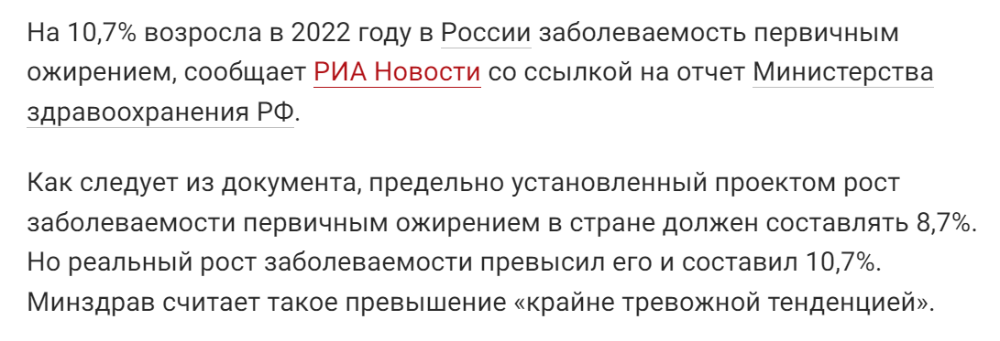 На 10,7% возросла в 2022 году в России заболеваемость первичным
ожирением, сообщает РИА Новости со ссылкой на отчет Министерства
здравоохранения РФ.
Как следует из документа, предельно установленный проектом рост
заболеваемости первичным ожирением в стране должен составлять 8,7%.
Но реальный рост заболеваемости превысил его и составил 10,7%.
Минздрав считает такое превышение «крайне тревожной тенденцией».